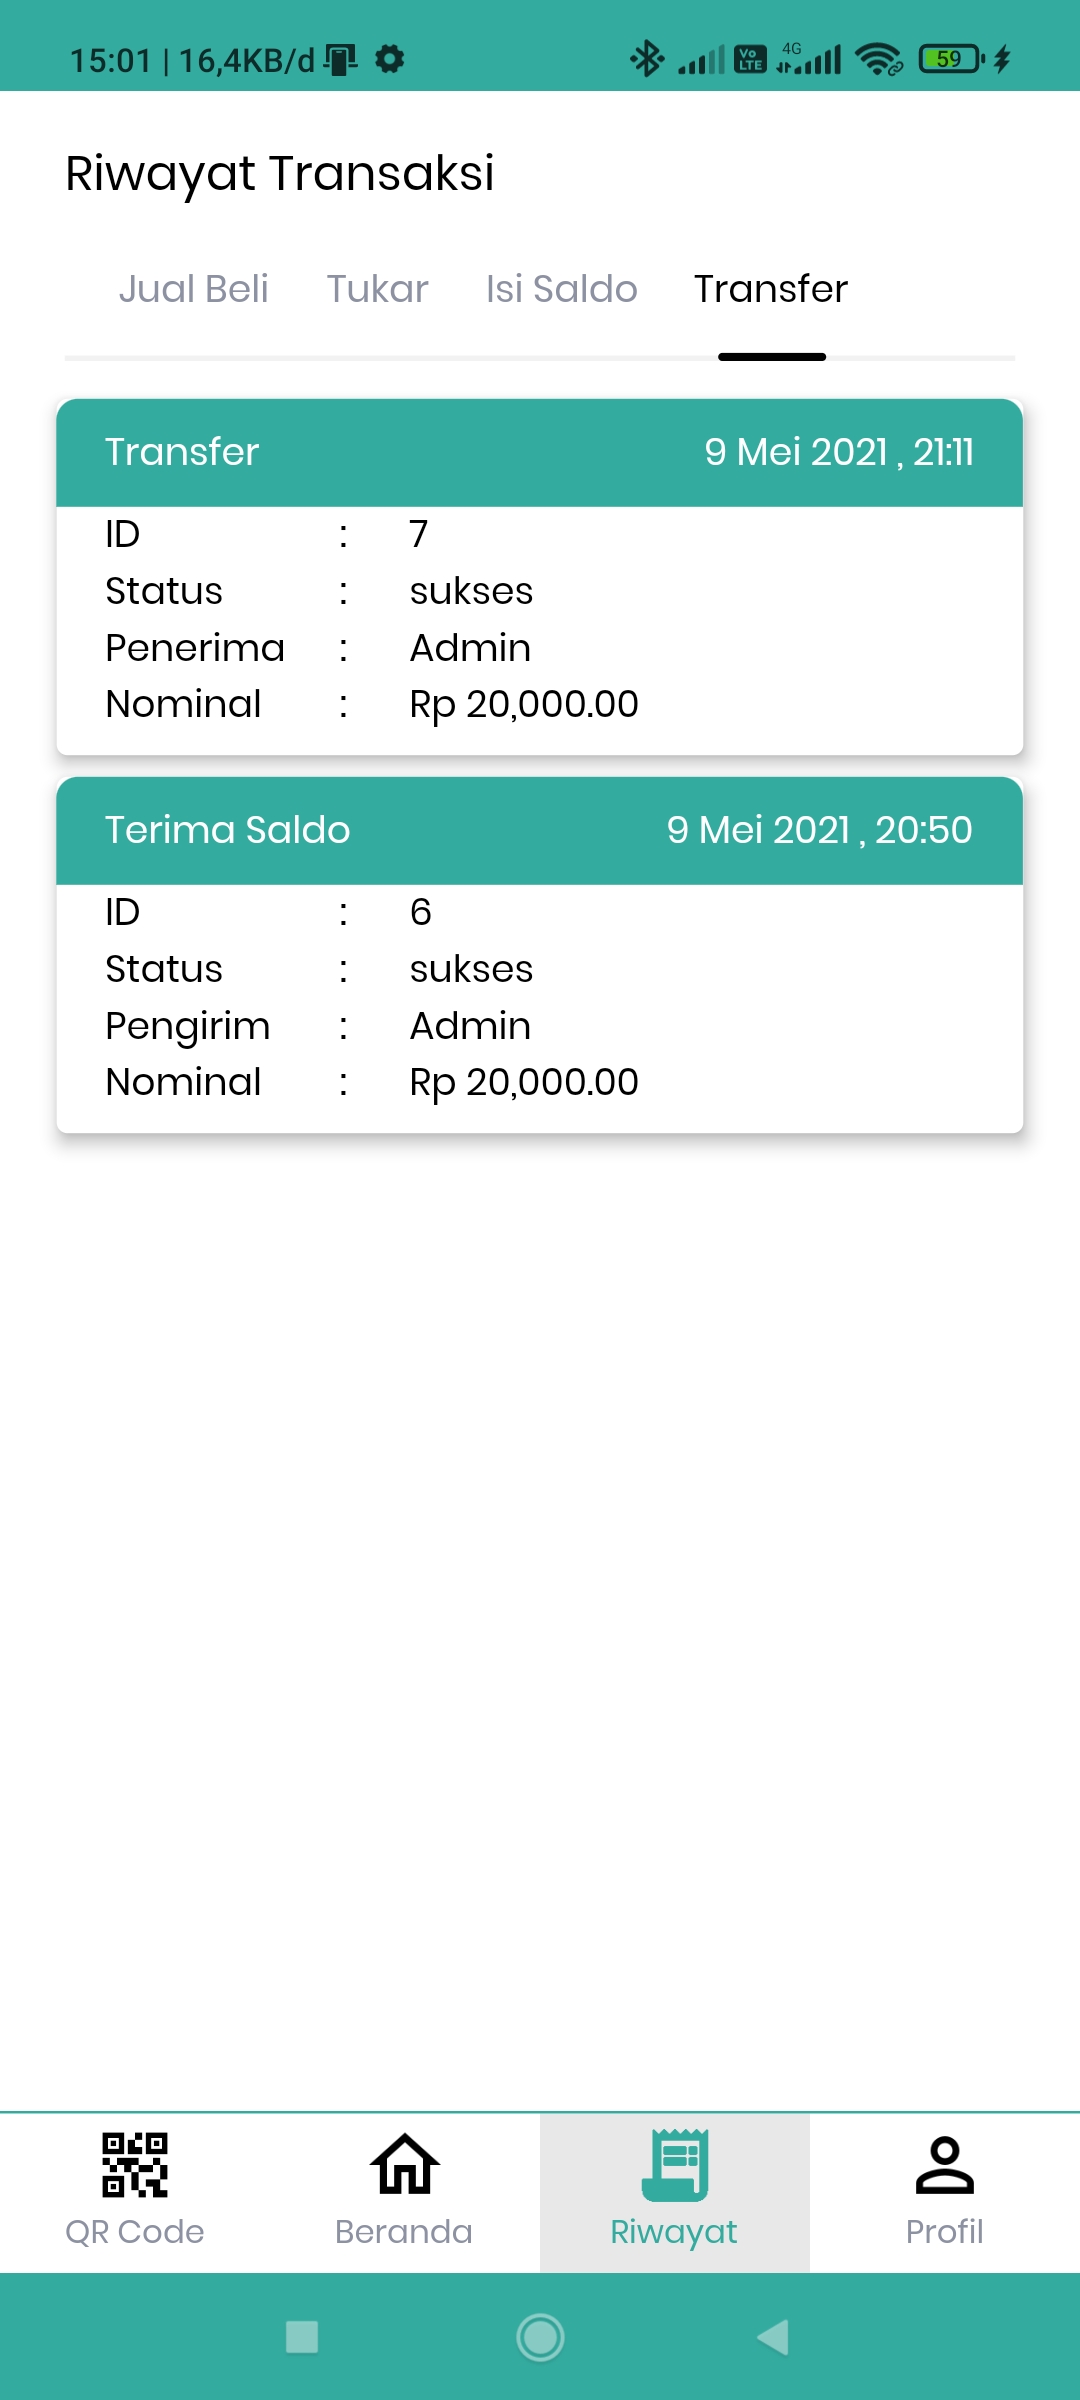 15:01 | 16,4KB/d
Vo LTE 4G 59
Riwayat Transaksi
Jual Beli Tukar Isi Saldo Transfer
Transfer 9 Mei 2021 , 21:11
ID : 7
Status : sukses
Penerima : Admin
Nominal : Rp 20,000.00
Terima Saldo 9 Mei 2021 , 20:50
ID : 6
Status : sukses
Pengirim : Admin
Nominal : Rp 20,000.00
QR Code Beranda Riwayat Profil